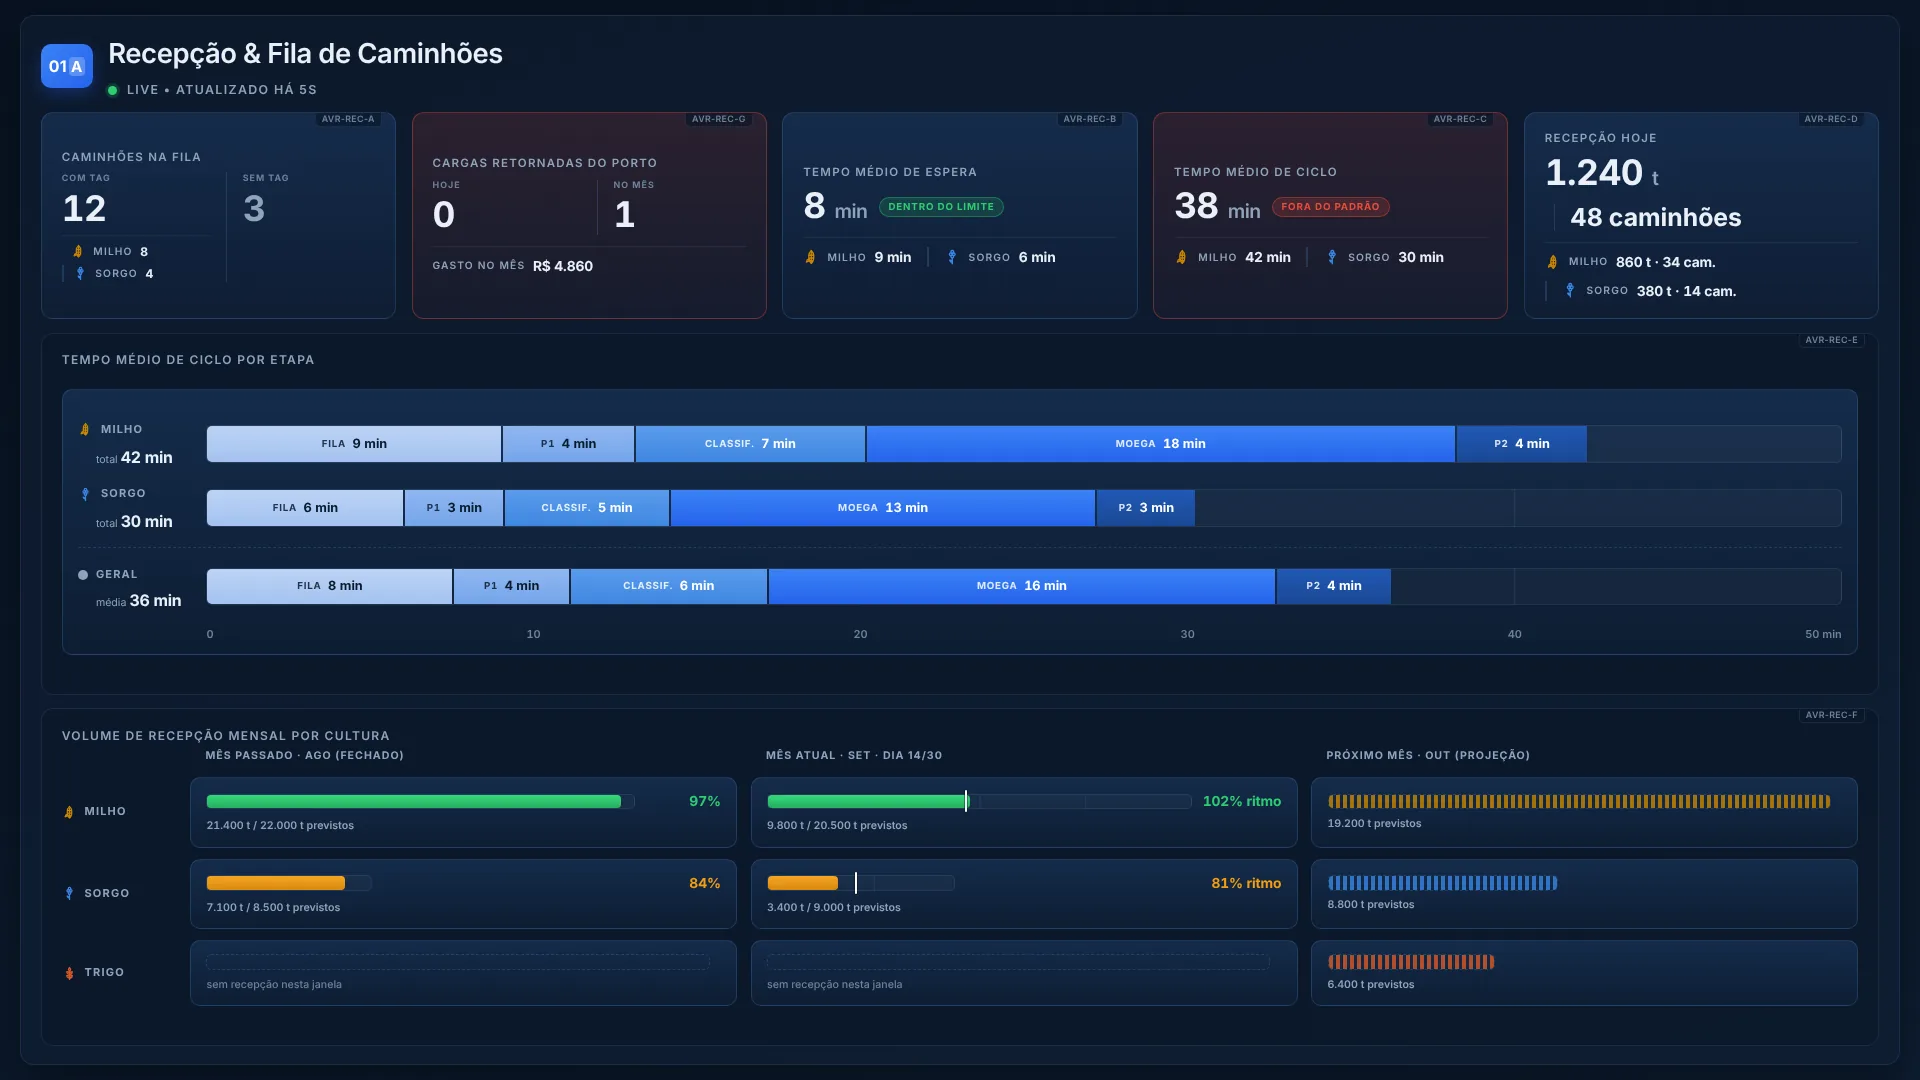 01 A
Recepção & Fila de Caminhões
LIVE • ATUALIZADO HÁ 5S
AVR-REC-A
CAMINHÕES NA FILA
COM TAG
12
SEM TAG
3
MILHO 8
SORGO 4
AVR-REC-G
CARGAS RETORNADAS DO PORTO
HOJE
0
NO MÊS
1
GASTO NO MÊS R$ 4.860
AVR-REC-B
TEMPO MÉDIO DE ESPERA
8 min DENTRO DO LIMITE
MILHO 9 min SORGO 6 min
AVR-REC-C
TEMPO MÉDIO DE CICLO
38 min FORA DO PADRÃO
MILHO 42 min SORGO 30 min
AVR-REC-D
RECEPÇÃO HOJE
1.240 t
48 caminhões
MILHO 860 t · 34 cam.
SORGO 380 t · 14 cam.
AVR-REC-E
TEMPO MÉDIO DE CICLO POR ETAPA
MILHO
total 42 min
FILA 9 min P1 4 min CLASSIF. 7 min MOEGA 18 min P2 4 min
SORGO
total 30 min
FILA 6 min P1 3 min CLASSIF. 5 min MOEGA 13 min P2 3 min
GERAL
média 36 min
FILA 8 min P1 4 min CLASSIF. 6 min MOEGA 16 min P2 4 min
0 10 20 30 40 50 min
AVR-REC-F
VOLUME DE RECEPÇÃO MENSAL POR CULTURA
MÊS PASSADO · AGO (FECHADO) MÊS ATUAL · SET · DIA 14/30 PRÓXIMO MÊS · OUT (PROJEÇÃO)
MILHO
97%
21.400 t / 22.000 t previstos
102% ritmo
9.800 t / 20.500 t previstos
19.200 t previstos
SORGO
84%
7.100 t / 8.500 t previstos
81% ritmo
3.400 t / 9.000 t previstos
8.800 t previstos
TRIGO
sem recepção nesta janela
sem recepção nesta janela
6.400 t previstos